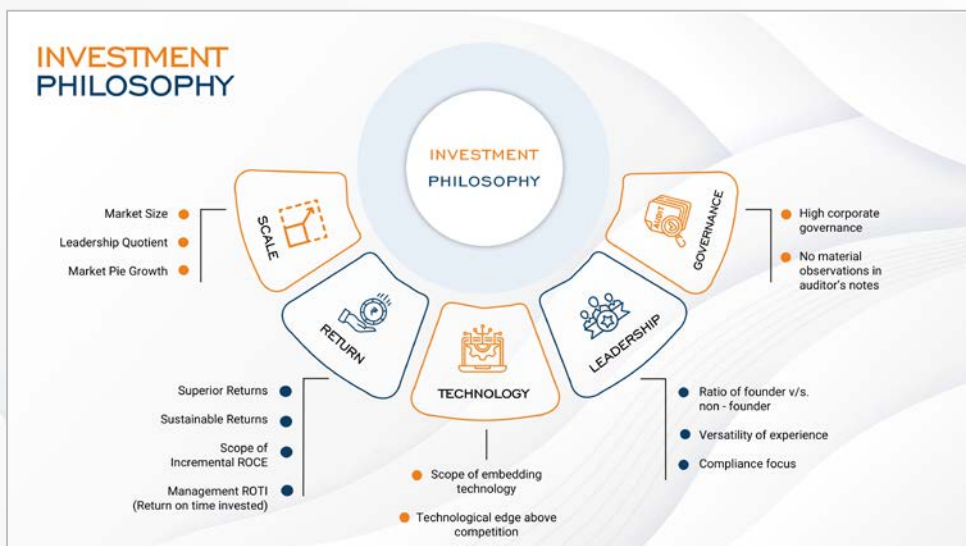 INVESTMENT
PHILOSOPHY
INVESTMENT
PHILOSOPHY
SCALE
Market Size
Leadership Quotient
Market Pie Growth
RETURN
Superior Returns
Sustainable Returns
Scope of
Incremental ROCE
Management ROTI
(Return on time invested)
TECHNOLOGY
Scope of embedding
technology
Technological edge above
competition
LEADERSHIP
Ratio of founder v/s.
non - founder
Versatility of experience
Compliance focus
AUDIT
GOVERNANCE
High corporate
governance
No material
observations in
auditor's notes